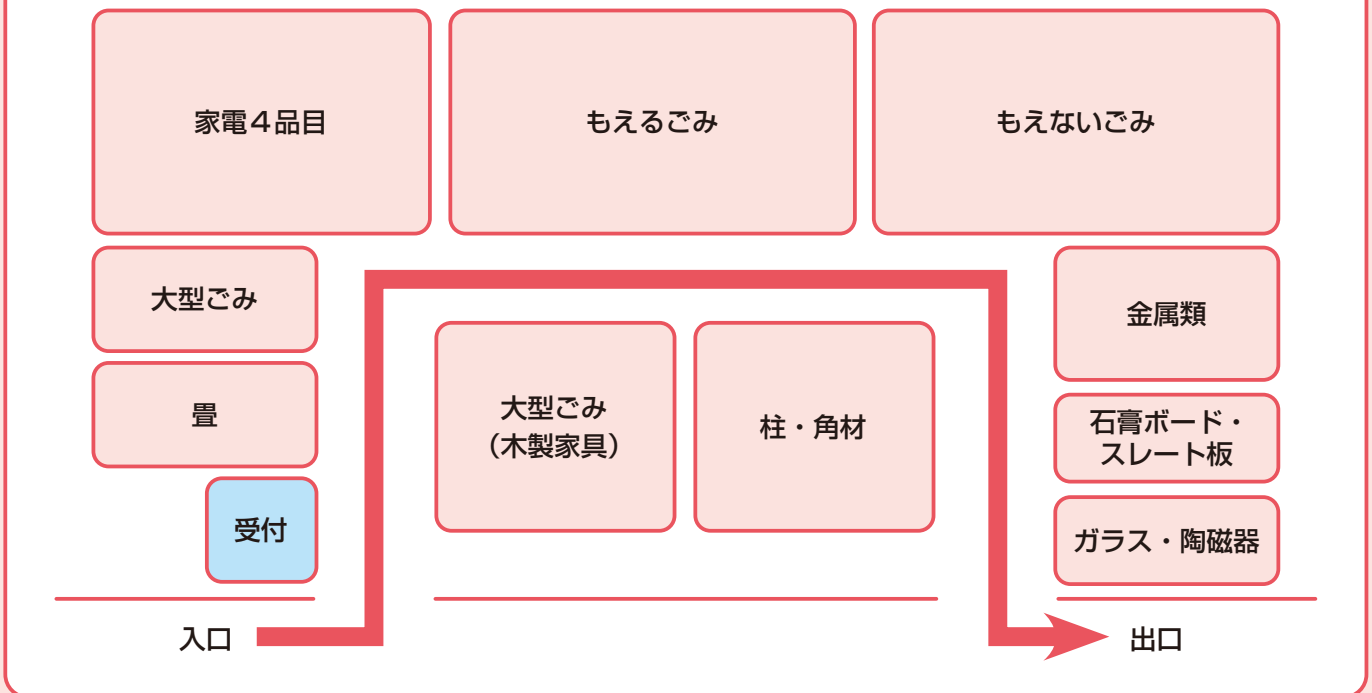 家電４品目
もえるごみ
もえないごみ
大型ごみ
畳
受付
大型ごみ
（木製家具）
柱・角材
金属類
石膏ボード・
スレート板
ガラス・陶磁器
入口
出口